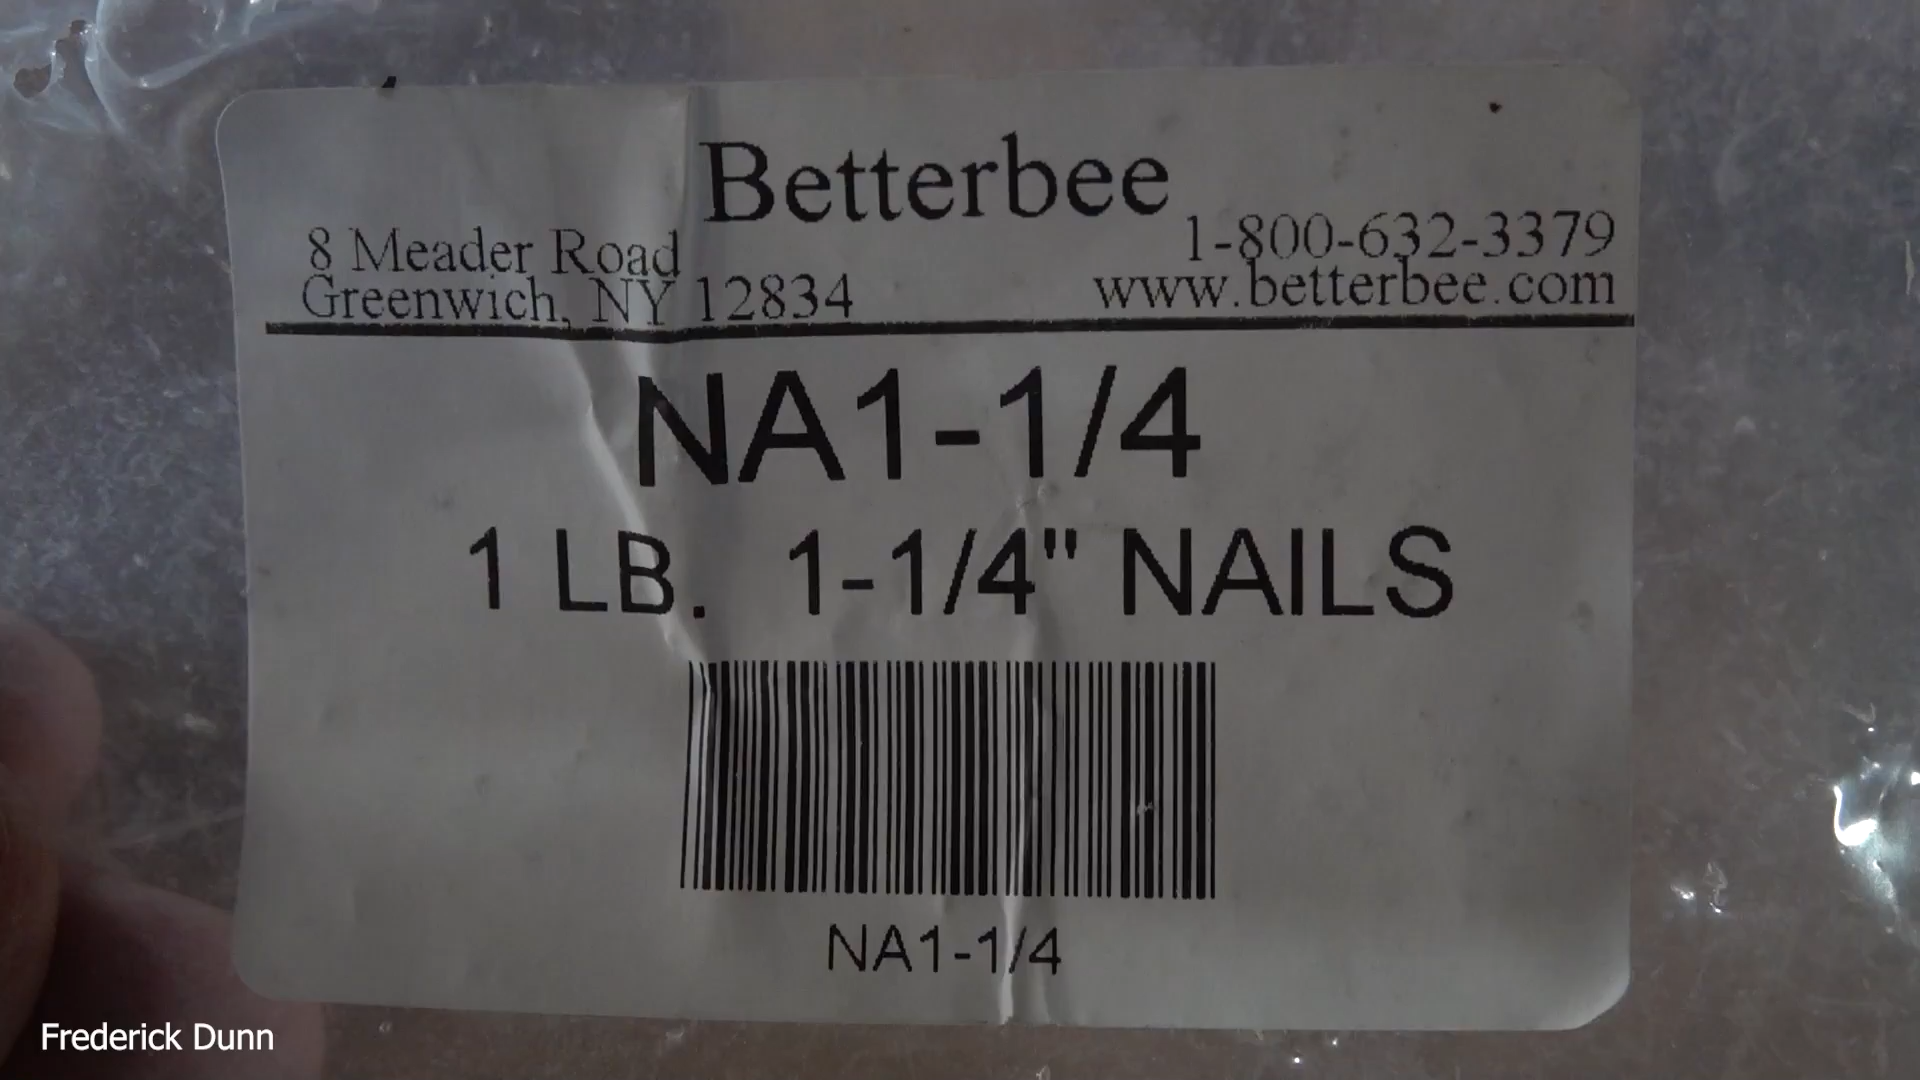 Betterbee
8 Meader Road
Greenwich, NY 12834
1-800-632-3379
www.betterbee.com
NA1-1/4
1 LB. 1-1/4" NAILS
NA1-1/4
Frederick Dunn